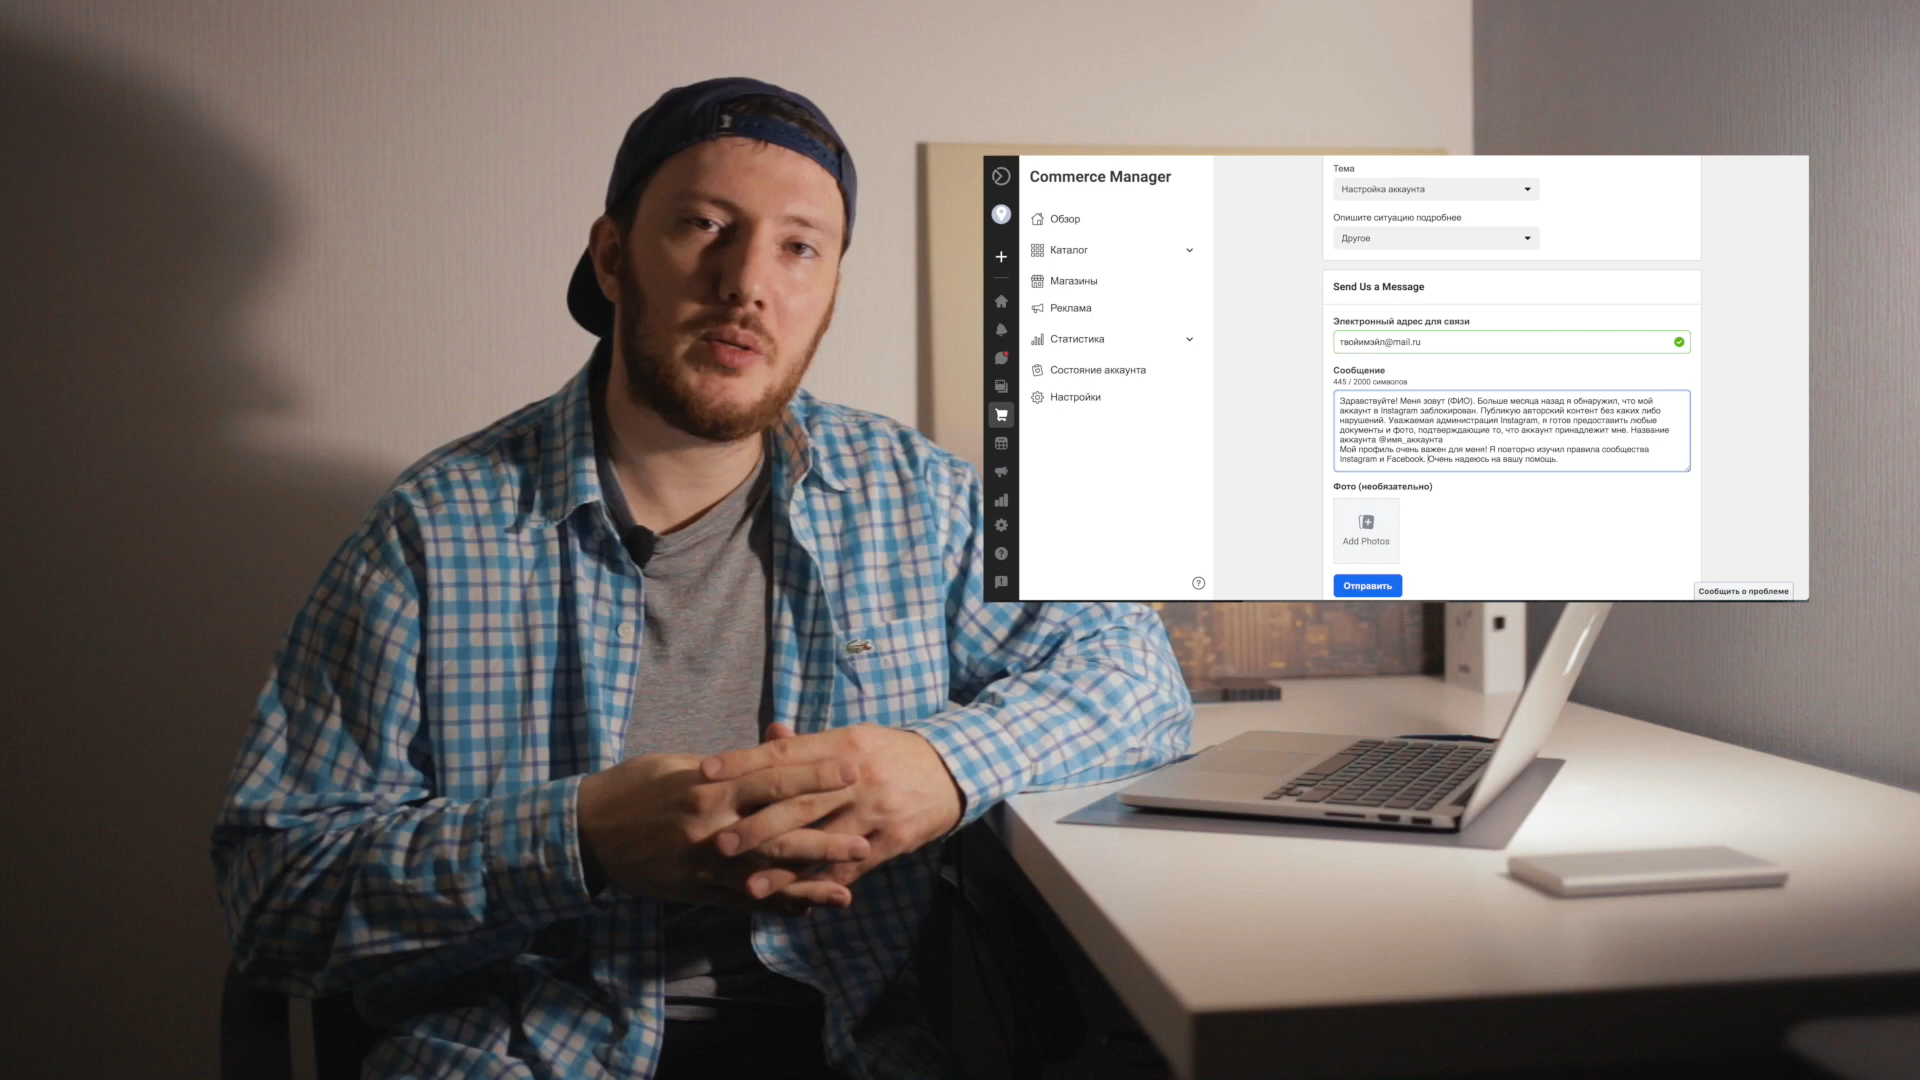 Commerce Manager
Обзор
Каталог
Магазины
Реклама
Статистика
Состояние аккаунта
Настройки
Тема
Настройка аккаунта
Опишите ситуацию подробнее
Другое
Send Us a Message
Электронный адрес для связи
твойимэйл@mail.ru
Сообщение
445 / 2000 символов
Здравствуйте! Меня зовут (ФИО). Больше месяца назад я обнаружил, что мой
аккаунт в Instagram заблокирован. Публикую авторский контент без каких либо
нарушений. Уважаемая администрация Instagram, я готов предоставить любые
документы и фото, подтверждающие то, что аккаунт принадлежит мне. Название
аккаунта @имя_аккаунта
Мой профиль очень важен для меня! Я повторно изучил правила сообщества
Instagram и Facebook. Очень надеюсь на вашу помощь.
Фото (необязательно)
Add Photos
Отправить
Сообщить о проблеме